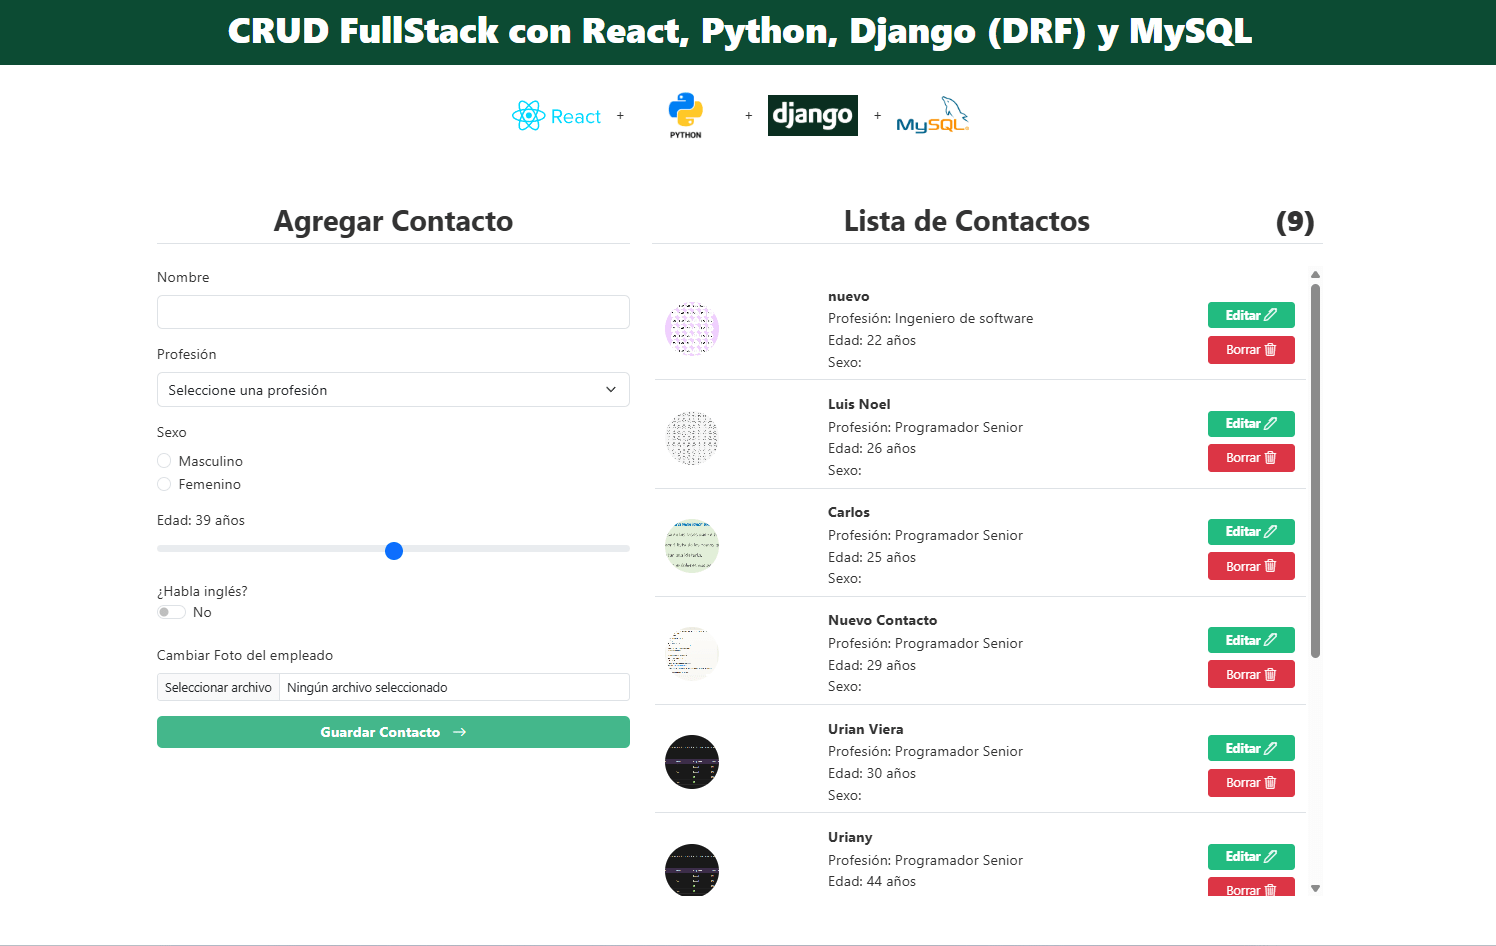 CRUD FullStack con React, Python, Django (DRF) y MySQL
React + PYTHON + django + MySQL
Agregar Contacto
Nombre
Profesión
Seleccione una profesión
Sexo
Masculino
Femenino
Edad: 39 años
¿Habla inglés?
No
Cambiar Foto del empleado
Seleccionar archivo Ningún archivo seleccionado
Guardar Contacto
Lista de Contactos (9)
nuevo
Profesión: Ingeniero de software
Edad: 22 años
Sexo:
Editar
Borrar
Luis Noel
Profesión: Programador Senior
Edad: 26 años
Sexo:
Editar
Borrar
Carlos
Profesión: Programador Senior
Edad: 25 años
Sexo:
Editar
Borrar
Nuevo Contacto
Profesión: Programador Senior
Edad: 29 años
Sexo:
Editar
Borrar
Urian Viera
Profesión: Programador Senior
Edad: 30 años
Sexo:
Editar
Borrar
Uriany
Profesión: Programador Senior
Edad: 44 años
Editar
Borrar